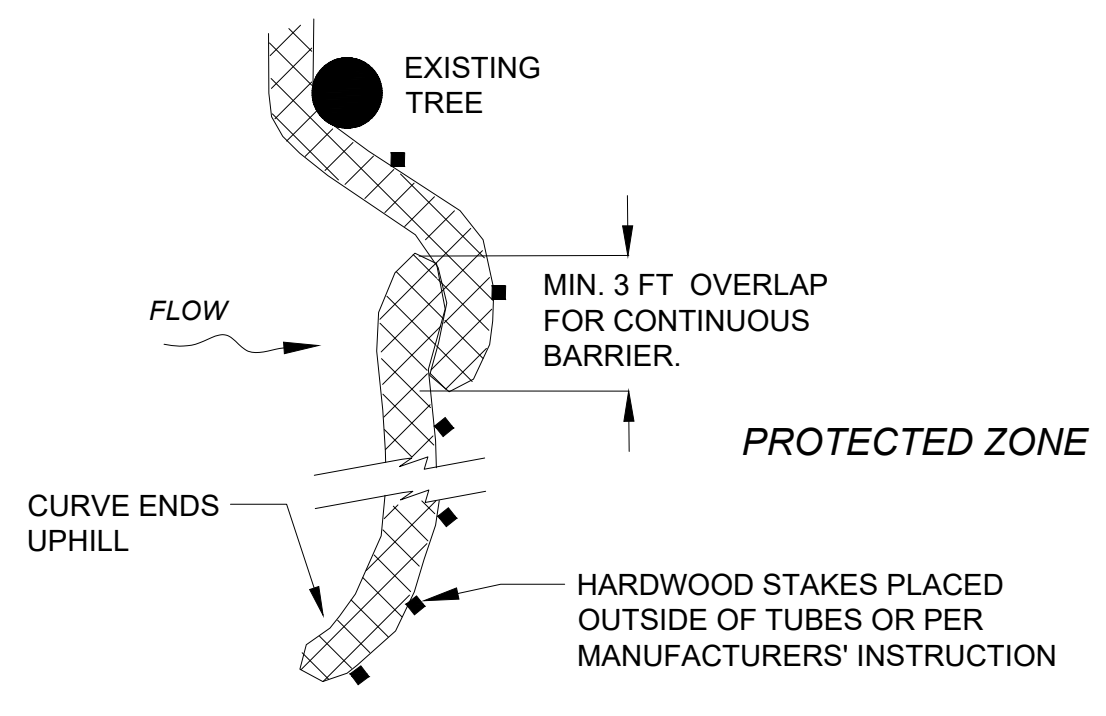 EXISTING
TREE
FLOW
MIN. 3 FT OVERLAP
FOR CONTINUOUS
BARRIER.
PROTECTED ZONE
CURVE ENDS
UPHILL
HARDWOOD STAKES PLACED
OUTSIDE OF TUBES OR PER
MANUFACTURERS' INSTRUCTION